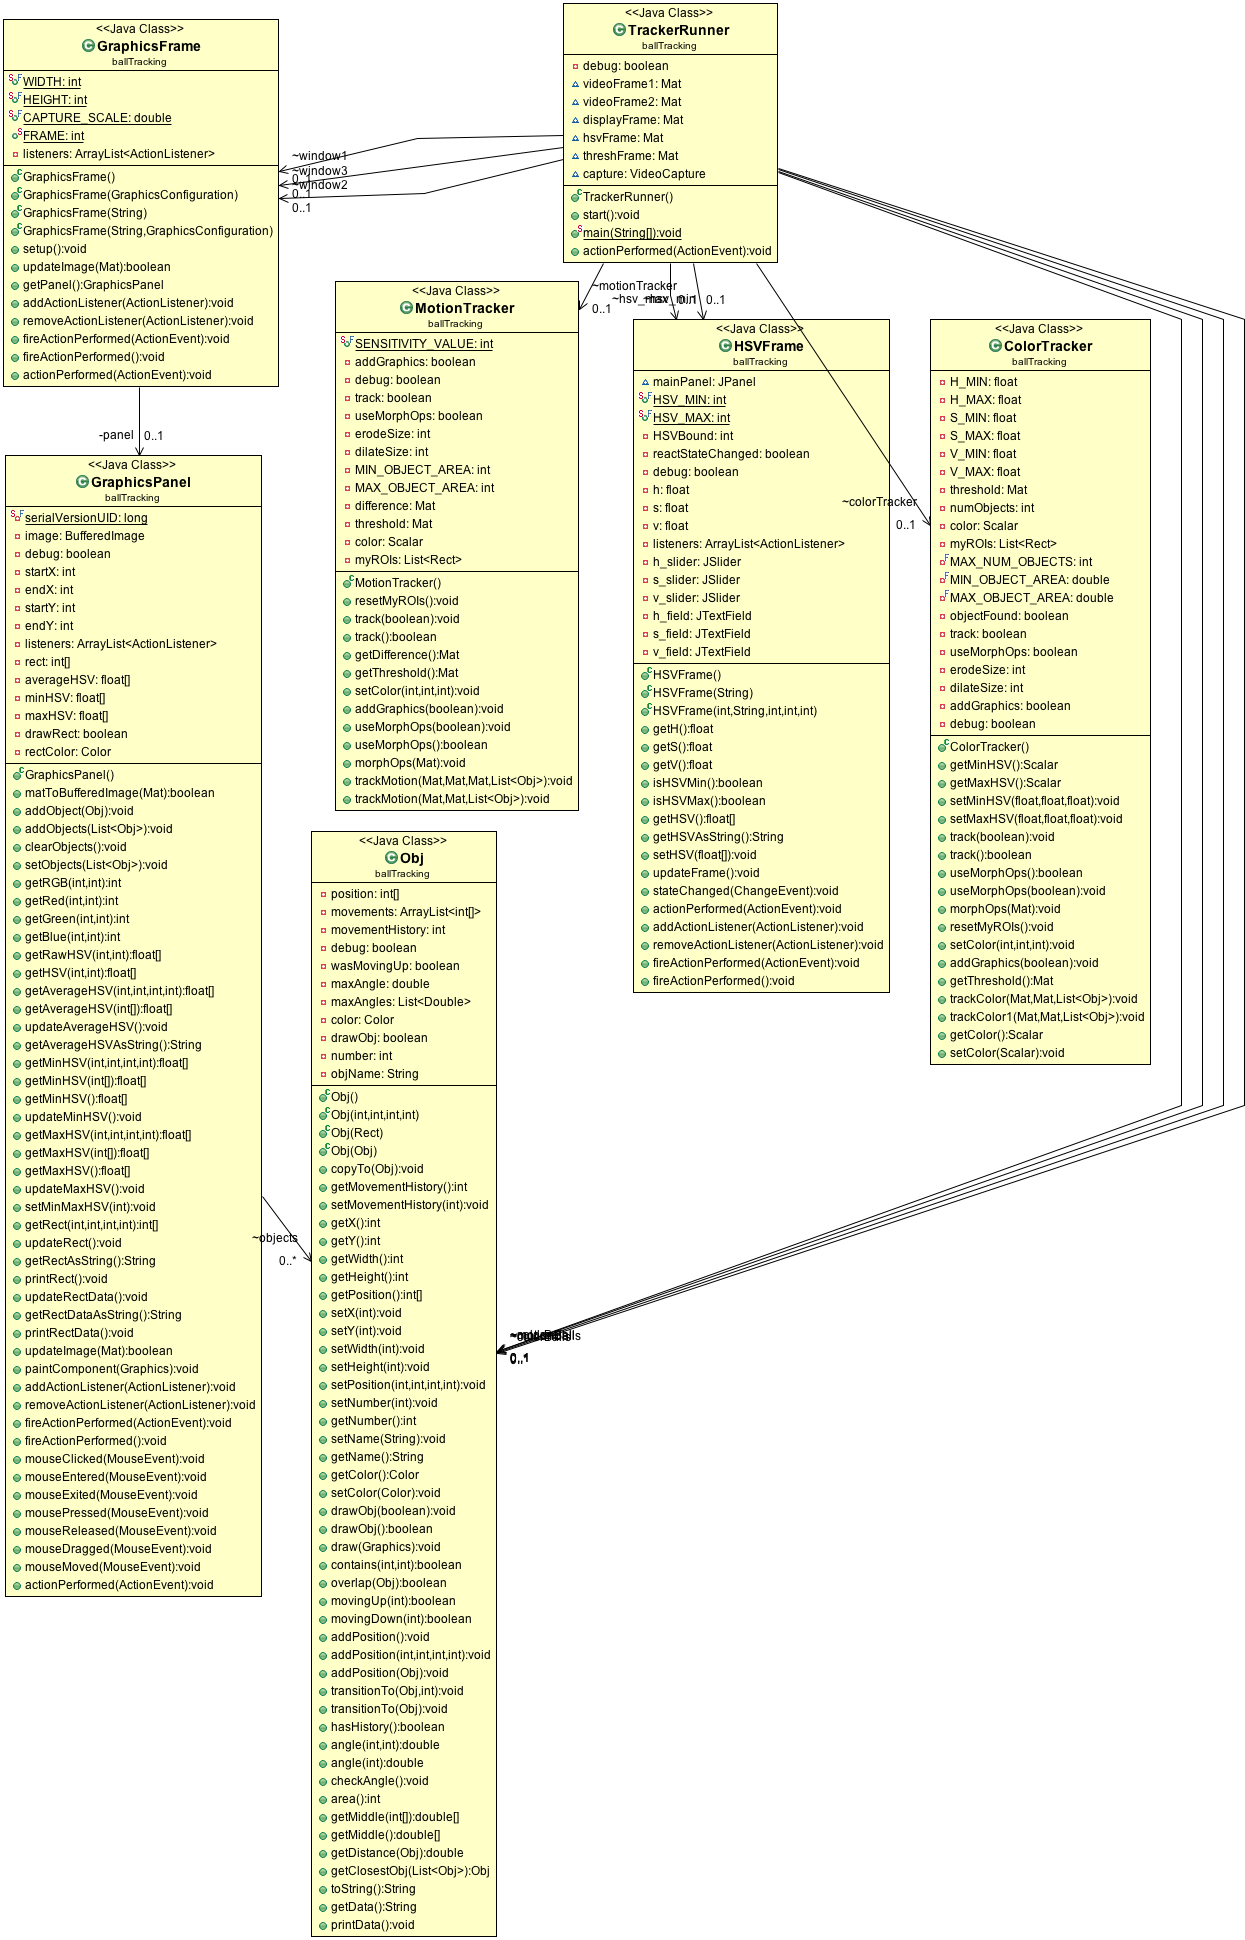 <<Java Class>>
GraphicsFrame
ballTracking
WIDTH: int
HEIGHT: int
CAPTURE_SCALE: double
FRAME: int
listeners: ArrayList<ActionListener>
GraphicsFrame()
GraphicsFrame(GraphicsConfiguration)
GraphicsFrame(String)
GraphicsFrame(String,GraphicsConfiguration)
setup():void
updateImage(Mat):boolean
getPanel():GraphicsPanel
addActionListener(ActionListener):void
removeActionListener(ActionListener):void
fireActionPerformed(ActionEvent):void
fireActionPerformed():void
actionPerformed(ActionEvent):void
<<Java Class>>
TrackerRunner
ballTracking
debug: boolean
videoFrame1: Mat
videoFrame2: Mat
displayFrame: Mat
hsvFrame: Mat
threshFrame: Mat
capture: VideoCapture
TrackerRunner()
start():void
main(String[]):void
actionPerformed(ActionEvent):void
~window1
0..1
~window3
0..1
~window2
0..1
~motionTracker
0..1
~hsv_max
0..1
~hsv_min
0..1
~colorTracker
0..1
-panel
0..1
<<Java Class>>
MotionTracker
ballTracking
SENSITIVITY_VALUE: int
addGraphics: boolean
debug: boolean
track: boolean
useMorphOps: boolean
erodeSize: int
dilateSize: int
MIN_OBJECT_AREA: int
MAX_OBJECT_AREA: int
difference: Mat
threshold: Mat
color: Scalar
myROIs: List<Rect>
MotionTracker()
resetMyROIs():void
track(boolean):void
track():boolean
getDifference():Mat
getThreshold():Mat
setColor(int,int,int):void
addGraphics(boolean):void
useMorphOps(boolean):void
useMorphOps():boolean
morphOps(Mat):void
trackMotion(Mat,Mat,Mat,List<Obj>):void
trackMotion(Mat,Mat,List<Obj>):void
<<Java Class>>
HSVFrame
ballTracking
mainPanel: JPanel
HSV_MIN: int
HSV_MAX: int
HSVBound: int
reactStateChanged: boolean
debug: boolean
h: float
s: float
v: float
listeners: ArrayList<ActionListener>
h_slider: JSlider
s_slider: JSlider
v_slider: JSlider
h_field: JTextField
s_field: JTextField
v_field: JTextField
HSVFrame()
HSVFrame(String)
HSVFrame(int,String,int,int,int)
getH():float
getS():float
getV():float
isHSVMin():boolean
isHSVMax():boolean
getHSV():float[]
getHSVAsString():String
setHSV(float[]):void
updateFrame():void
stateChanged(ChangeEvent):void
actionPerformed(ActionEvent):void
addActionListener(ActionListener):void
removeActionListener(ActionListener):void
fireActionPerformed(ActionEvent):void
fireActionPerformed():void
<<Java Class>>
ColorTracker
ballTracking
H_MIN: float
H_MAX: float
S_MIN: float
S_MAX: float
V_MIN: float
V_MAX: float
threshold: Mat
numObjects: int
color: Scalar
myROIs: List<Rect>
MAX_NUM_OBJECTS: int
MIN_OBJECT_AREA: double
MAX_OBJECT_AREA: double
objectFound: boolean
track: boolean
useMorphOps: boolean
erodeSize: int
dilateSize: int
addGraphics: boolean
debug: boolean
ColorTracker()
getMinHSV():Scalar
getMaxHSV():Scalar
setMinHSV(float,float,float):void
setMaxHSV(float,float,float):void
track(boolean):void
track():boolean
useMorphOps():boolean
useMorphOps(boolean):void
morphOps(Mat):void
resetMyROIs():void
setColor(int,int,int):void
addGraphics(boolean):void
getThreshold():Mat
trackColor(Mat,Mat,List<Obj>):void
trackColor1(Mat,Mat,List<Obj>):void
getColor():Scalar
setColor(Scalar):void
<<Java Class>>
GraphicsPanel
ballTracking
serialVersionUID: long
image: BufferedImage
debug: boolean
startX: int
endX: int
startY: int
endY: int
listeners: ArrayList<ActionListener>
rect: int[]
averageHSV: float[]
minHSV: float[]
maxHSV: float[]
drawRect: boolean
rectColor: Color
GraphicsPanel()
matToBufferedImage(Mat):boolean
addObject(Obj):void
addObjects(List<Obj>):void
clearObjects():void
setObjects(List<Obj>):void
getRGB(int,int):int
getRed(int,int):int
getGreen(int,int):int
getBlue(int,int):int
getRawHSV(int,int):float[]
getHSV(int,int):float[]
getAverageHSV(int,int,int,int):float[]
getAverageHSV(int[]):float[]
updateAverageHSV():void
getAverageHSVAsString():String
getMinHSV(int,int,int,int):float[]
getMinHSV(int[]):float[]
getMinHSV():float[]
updateMinHSV():void
getMaxHSV(int,int,int,int):float[]
getMaxHSV(int[]):float[]
getMaxHSV():float[]
updateMaxHSV():void
setMinMaxHSV(int):void
getRect(int,int,int,int):int[]
updateRect():void
getRectAsString():String
printRect():void
updateRectData():void
getRectDataAsString():String
printRectData():void
updateImage(Mat):boolean
paintComponent(Graphics):void
addActionListener(ActionListener):void
removeActionListener(ActionListener):void
fireActionPerformed(ActionEvent):void
fireActionPerformed():void
mouseClicked(MouseEvent):void
mouseEntered(MouseEvent):void
mouseExited(MouseEvent):void
mousePressed(MouseEvent):void
mouseReleased(MouseEvent):void
mouseDragged(MouseEvent):void
mouseMoved(MouseEvent):void
actionPerformed(ActionEvent):void
~objects
0..*
<<Java Class>>
Obj
ballTracking
position: int[]
movements: ArrayList<int[]>
movementHistory: int
debug: boolean
wasMovingUp: boolean
maxAngle: double
maxAngles: List<Double>
color: Color
drawObj: boolean
number: int
objName: String
Obj()
Obj(int,int,int,int)
Obj(Rect)
Obj(Obj)
copyTo(Obj):void
getMovementHistory():int
setMovementHistory(int):void
getX():int
getY():int
getWidth():int
getHeight():int
getPosition():int[]
setX(int):void
setY(int):void
setWidth(int):void
setHeight(int):void
setPosition(int,int,int,int):void
setNumber(int):void
getNumber():int
setName(String):void
getName():String
getColor():Color
setColor(Color):void
drawObj(boolean):void
drawObj():boolean
draw(Graphics):void
contains(int,int):boolean
overlap(Obj):boolean
movingUp(int):boolean
movingDown(int):boolean
addPosition():void
addPosition(int,int,int,int):void
addPosition(Obj):void
transitionTo(Obj,int):void
transitionTo(Obj):void
hasHistory():boolean
angle(int,int):double
angle(int):double
checkAngle():void
area():int
getMiddle(int[]):double[]
getMiddle():double[]
getDistance(Obj):double
getClosestObj(List<Obj>):Obj
toString():String
getData():String
printData():void
0..1